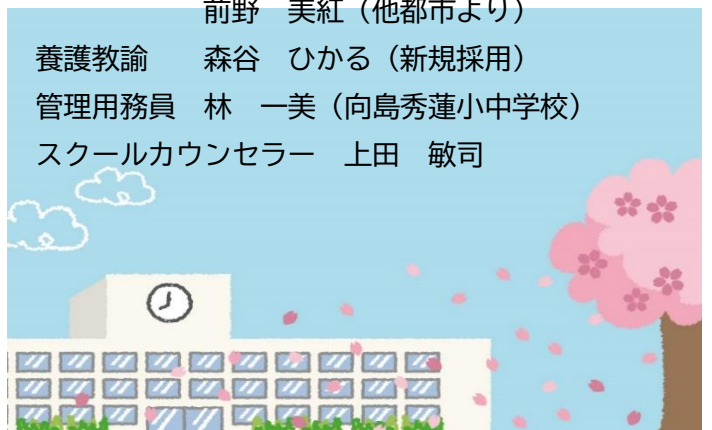 前野　美紅（他都市より）
養護教諭　　森谷　ひかる（新規採用）
管理用務員　林　一美（向島秀蓮小中学校）
スクールカウンセラー　上田　敏司